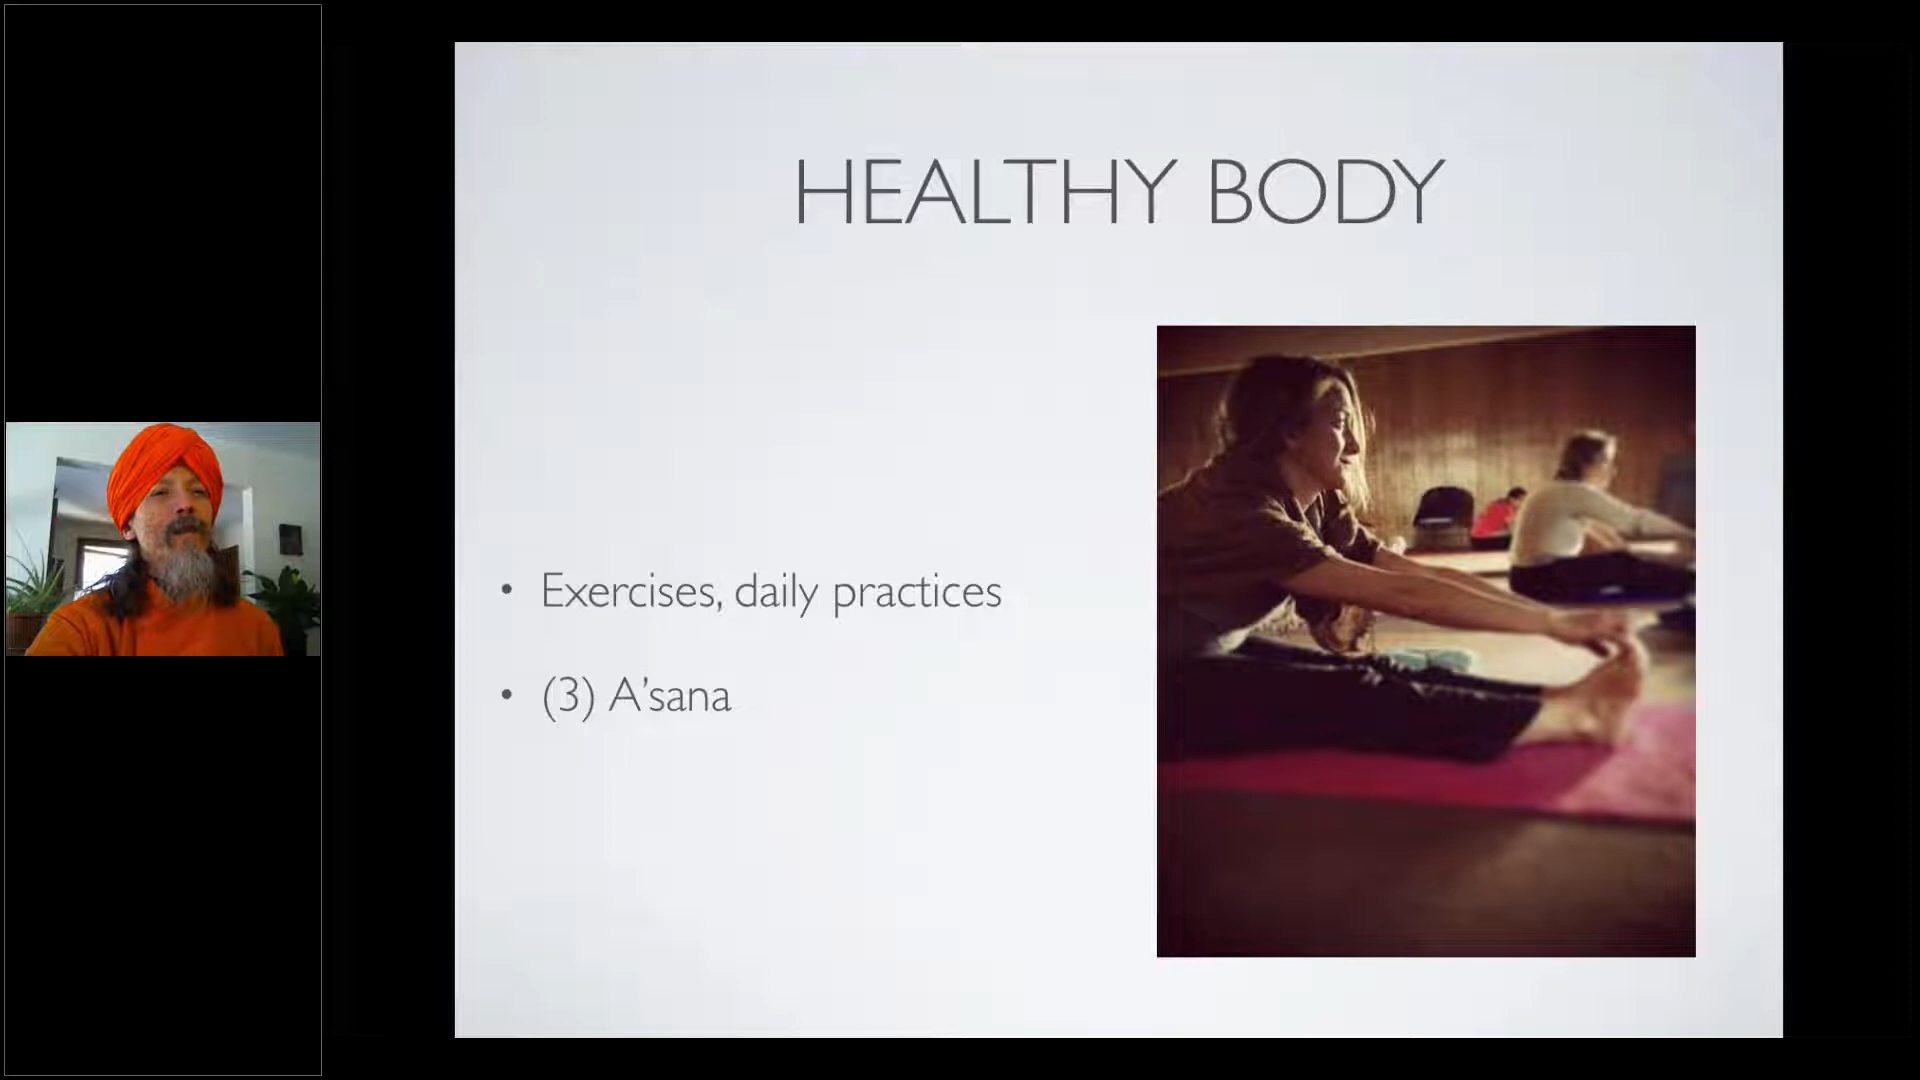 HEALTHY BODY
• Exercises, daily practices
• (3) A’sana